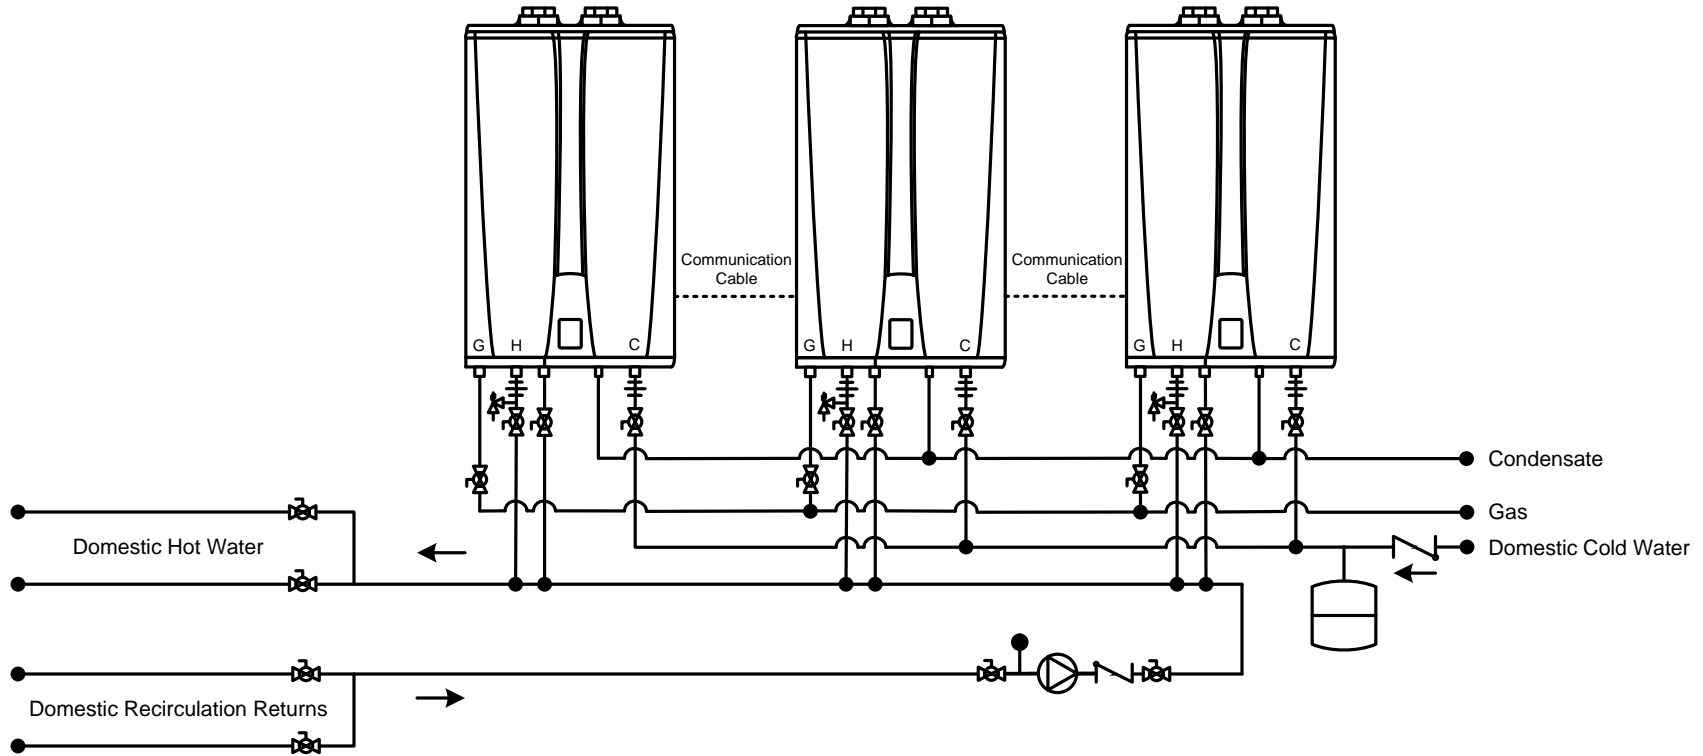 Communication
Cable
Communication
Cable
G H C
G H C
G H C
Condensate
Gas
Domestic Hot Water
Domestic Cold Water
Domestic Recirculation Returns